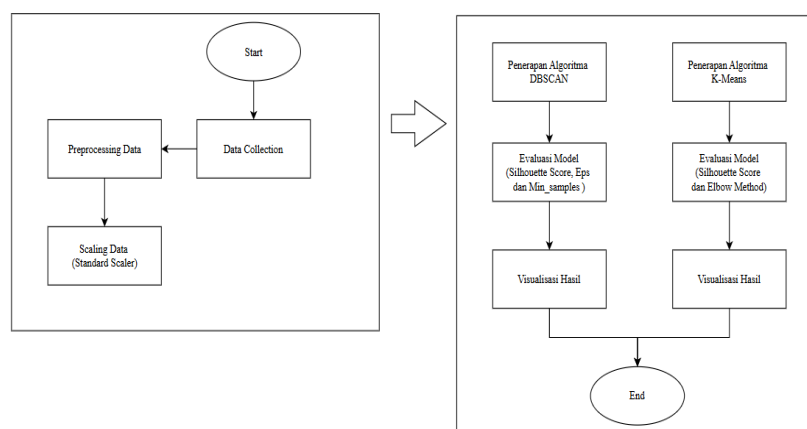 Start
Data Collection
Preprocessing Data
Scaling Data
(Standard Scaler)
Penerapan Algoritma
DBSCAN
Evaluasi Model
(Silhouette Score, Eps
dan Min_samples )
Visualisasi Hasil
Penerapan Algoritma
K-Means
Evaluasi Model
(Silhouette Score
dan Elbow Method)
Visualisasi Hasil
End